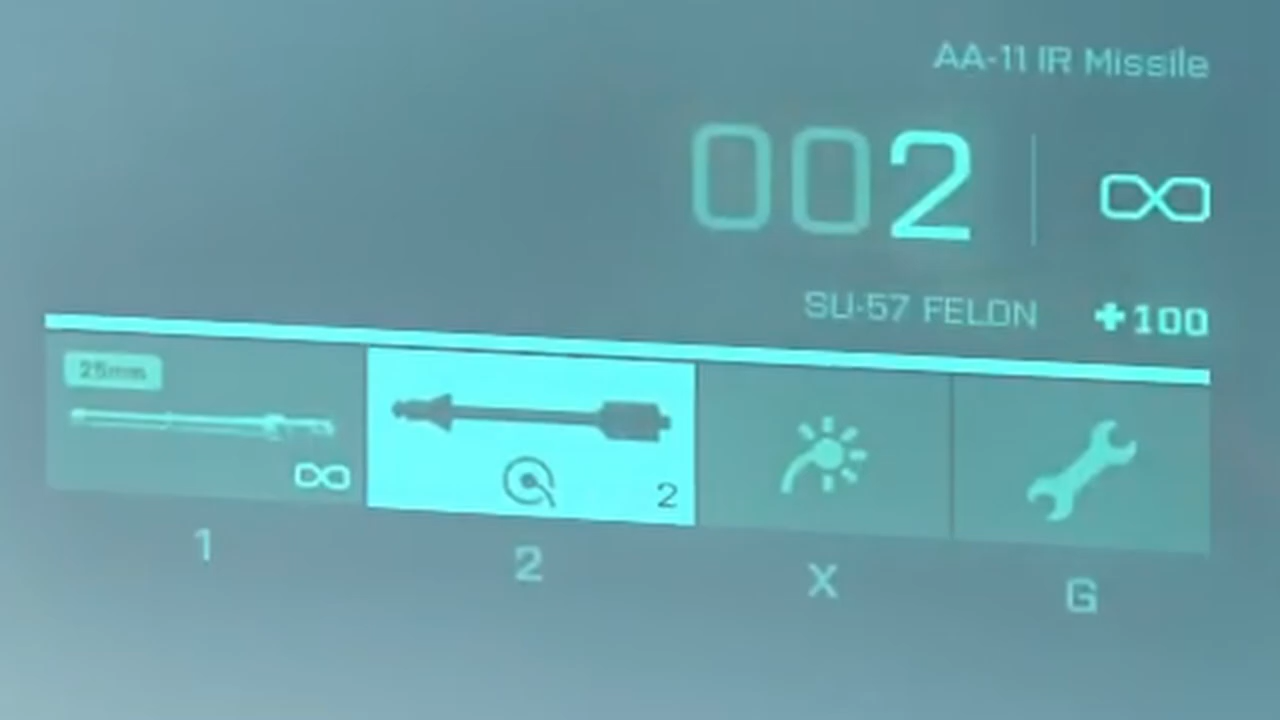 AA-11 IR Missile
002 ∞
SU-57 FELON +100
25mm
∞ 2
1 2 X G